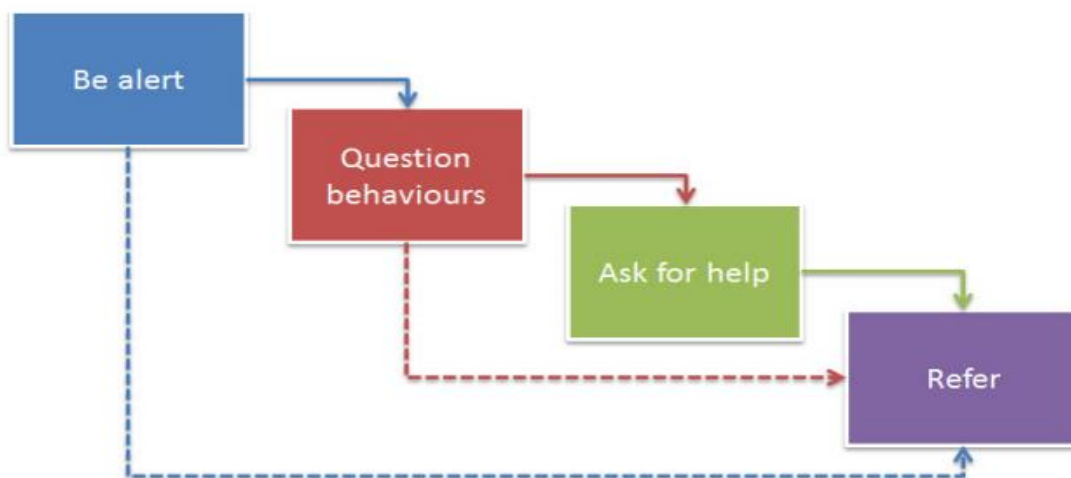 Be alert
Question
behaviours
Ask for help
Refer